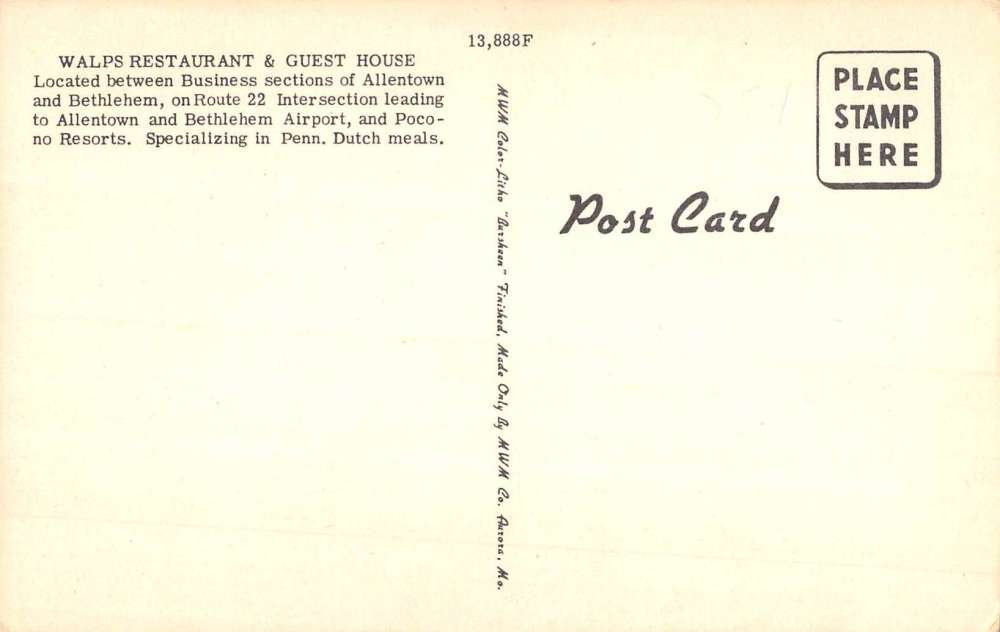 13,888F
WALPS RESTAURANT & GUEST HOUSE
Located between Business sections of Allentown
and Bethlehem, on Route 22 Intersection leading
to Allentown and Bethlehem Airport, and Poco-
no Resorts. Specializing in Penn. Dutch meals.
MWM Color-Litho "Aursheen" Finished, Made Only By MWM Co. Aurora, Mo.
Post Card
PLACE
STAMP
HERE